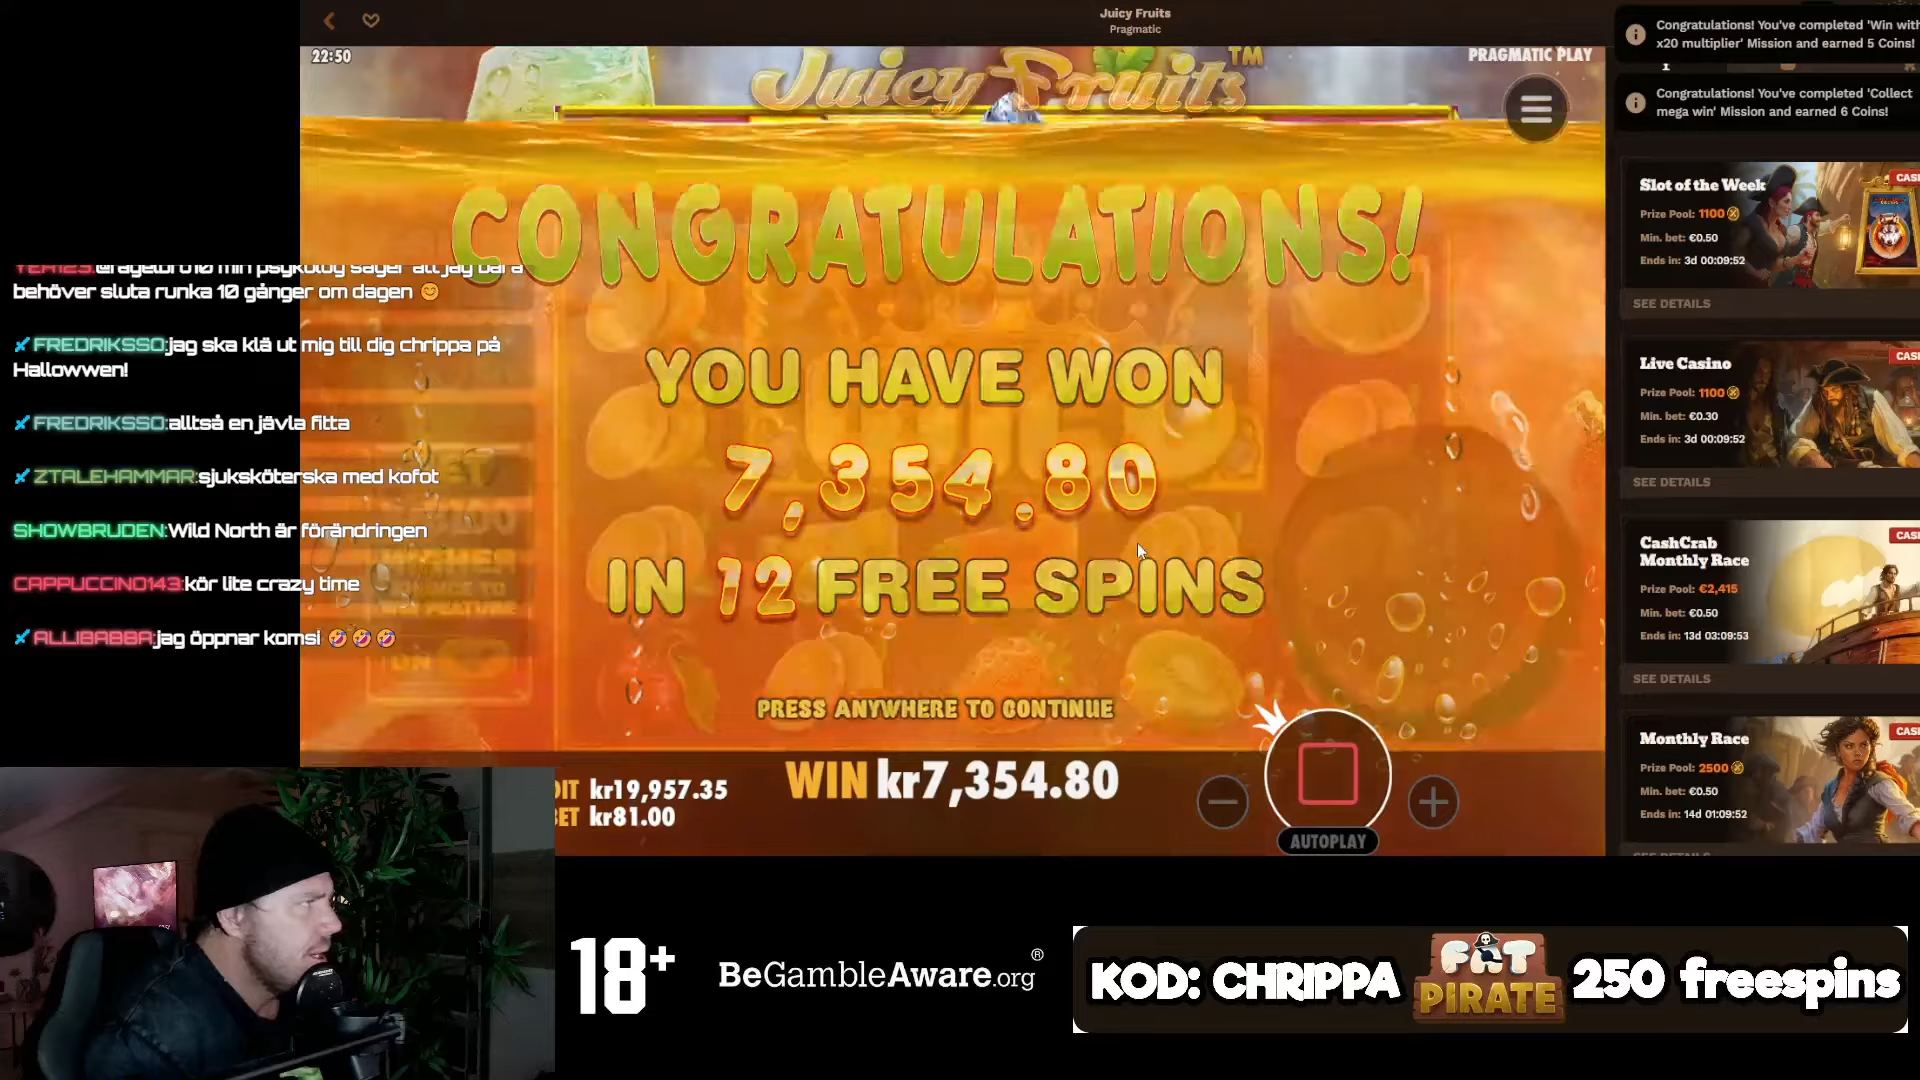 Juicy Fruits
Pragmatic
22:50
Juicy Fruits™
PRAGMATIC PLAY
CONGRATULATIONS!
YOU HAVE WON
7,354.80
IN 12 FREE SPINS
PRESS ANYWHERE TO CONTINUE
kr19,957.35
kr81.00
WIN kr7,354.80
AUTOPLAY
behöver sluta runka 10 gånger om dagen 😊
FREDRIKSSO:jag ska klä ut mig till dig chrippa på
Hallowwen!
FREDRIKSSO:alltså en jävla fitta
ZTALEHAMMAR:sjuksköterska med kofot
SHOWBRUDEN:Wild North är förändringen
CAPPUCCINO143:kör lite crazy time
ALLIBABBA:jag öppnar komsi 🤣🤣🤣
Congratulations! You've completed 'Win with
x20 multiplier' Mission and earned 5 Coins!
Congratulations! You've completed 'Collect
mega win' Mission and earned 6 Coins!
Slot of the Week
Prize Pool: 1100
Min. bet: €0.50
Ends in: 3d 00:09:52
SEE DETAILS
Live Casino
Prize Pool: 1100
Min. bet: €0.30
Ends in: 3d 00:09:52
SEE DETAILS
CashCrab
Monthly Race
Prize Pool: €2,415
Min. bet: €0.50
Ends in: 13d 03:09:53
SEE DETAILS
Monthly Race
Prize Pool: 2500
Min. bet: €0.50
Ends in: 14d 01:09:52
18+
BeGambleAware.org®
KOD: CHRIPPA
FAT
PIRATE
250 freespins